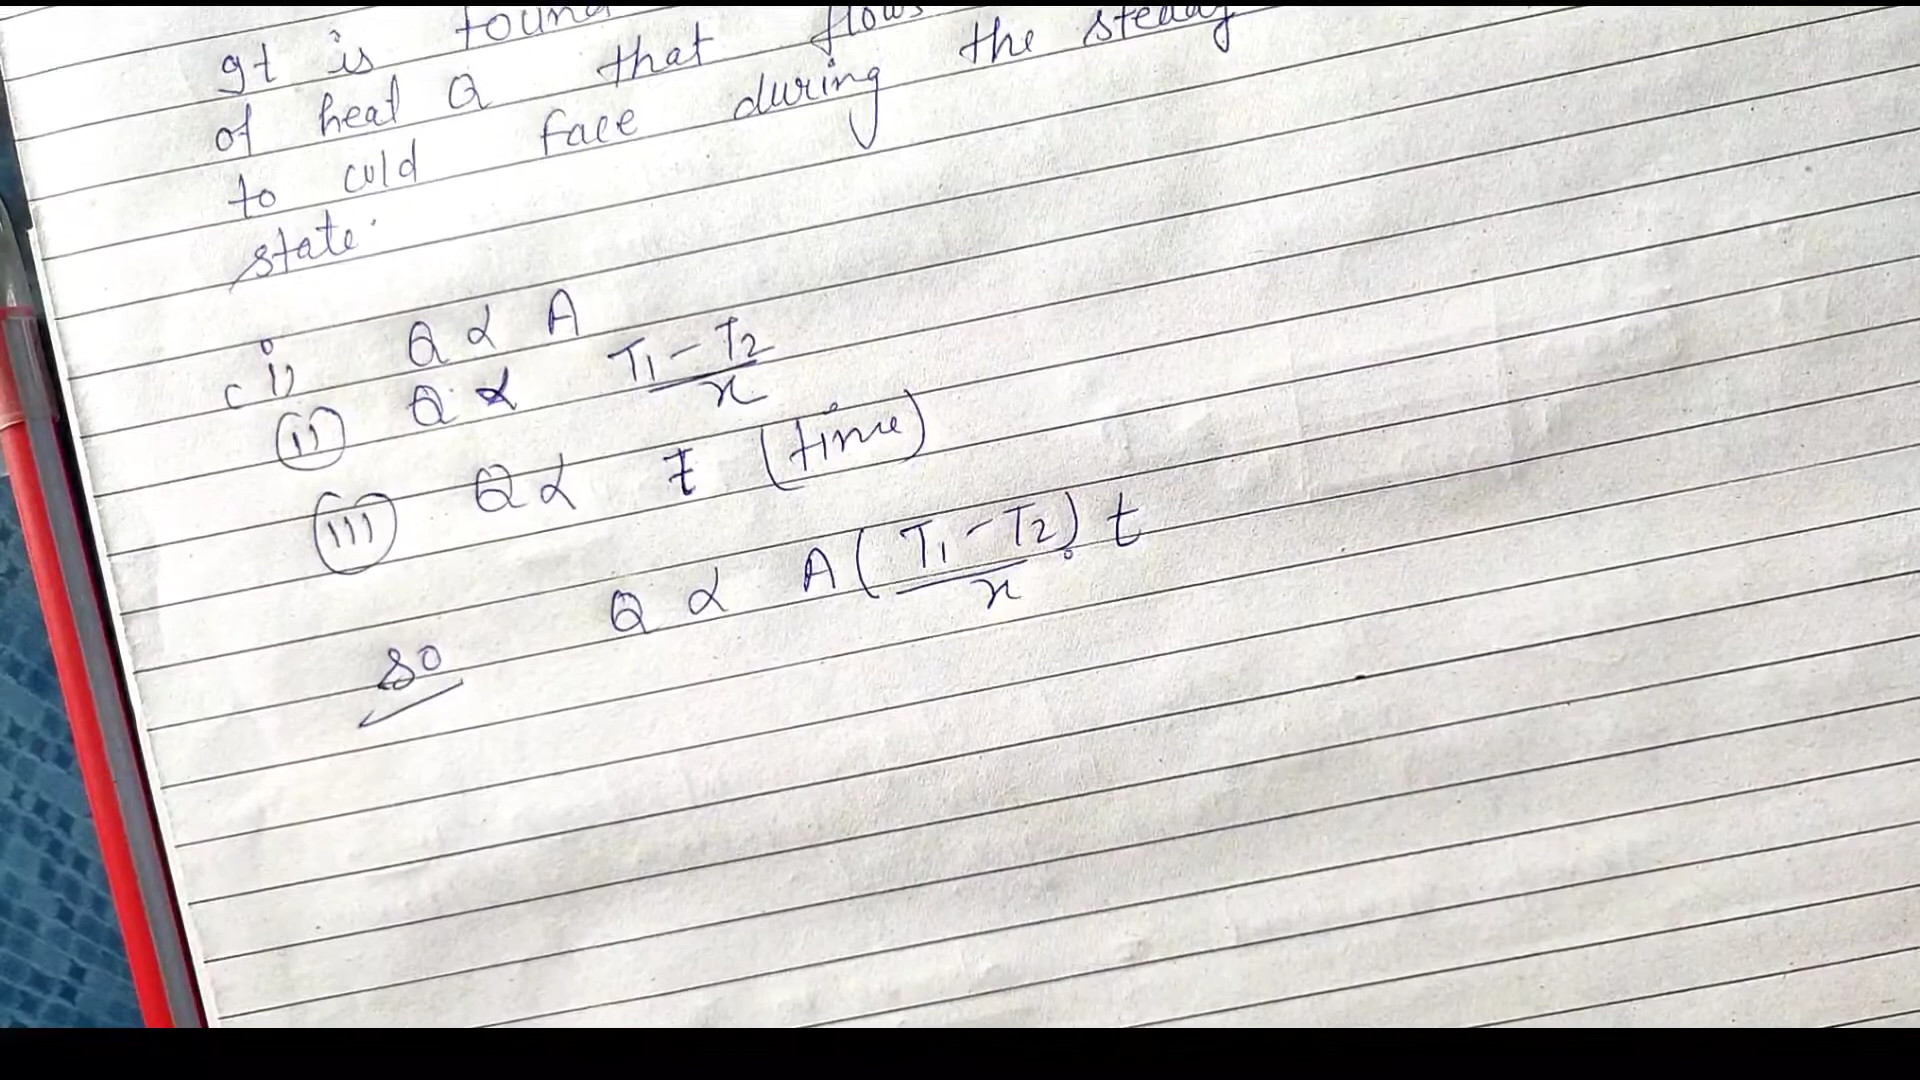 It is found
of heat Q that flows
to cold face during the steady
state.
(i) Q α A
(ii) Q α T1 - T2 / x
(iii) Q α t (time)
so Q α A ( T1 - T2 / x ) t